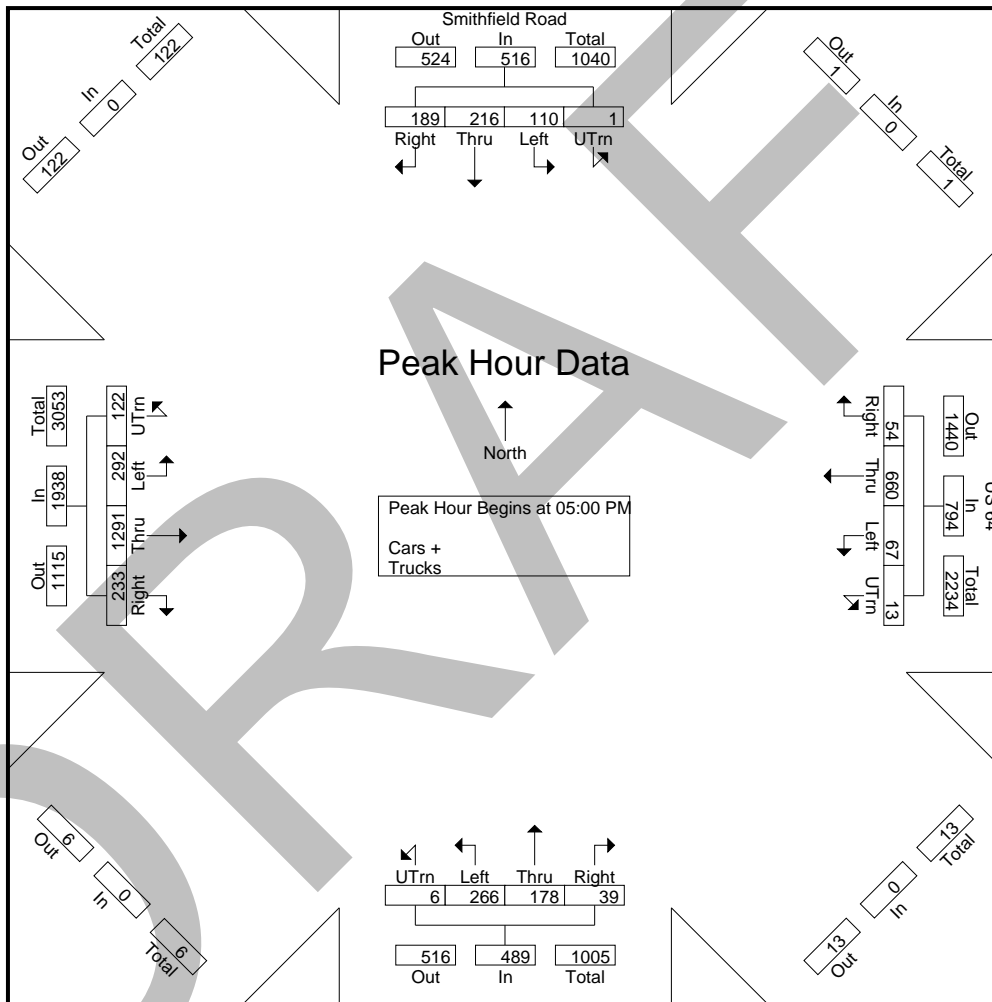 Smithfield Road
Out In Total
524 516 1040
189 216 110 1
Right Thru Left UTrn
Total
122
In
0
Out
122
Out
1
In
0
Total
1
Peak Hour Data
North
Peak Hour Begins at 05:00 PM
Cars +
Trucks
Total In Out
3053 1938 1115
122 292 1291 233
UTrn Left Thru Right
US 64
Out In Total
1440 794 2234
54 660 67 13
Right Thru Left UTrn
6
Out
0
In
6
Total
UTrn Left Thru Right
6 266 178 39
516 489 1005
Out In Total
13
Total
0
In
13
Out
DRAF